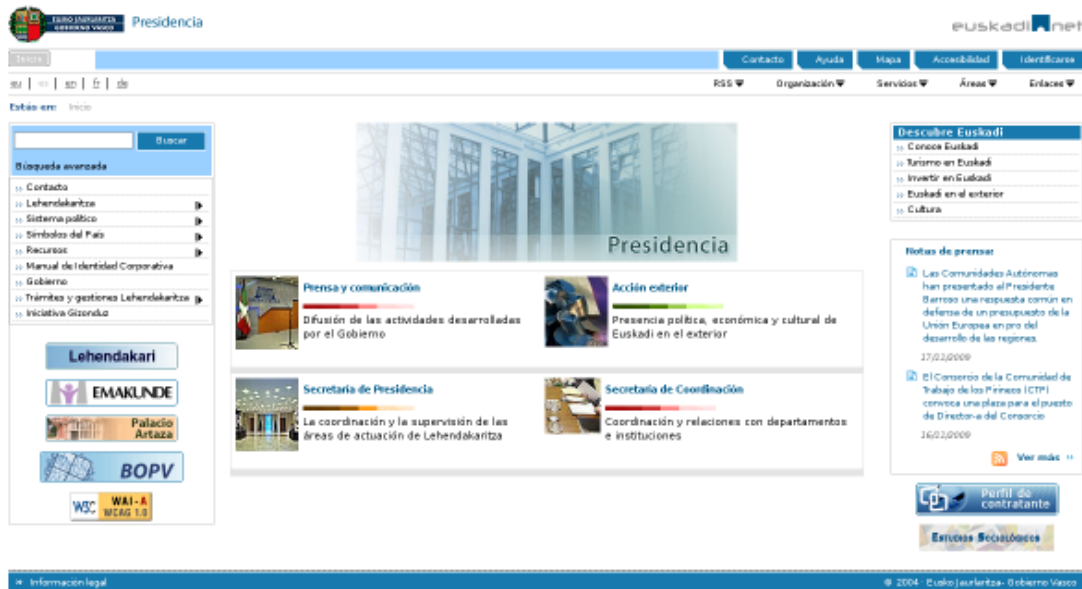 EUSKO JAURLARITZA
GOBIERNO VASCO
Presidencia
euskadi net
Inicio
Contacto
Ayuda
Mapa
Accesibilidad
Identificarse
eu | es | en | fr | de
RSS
Organización
Servicios
Áreas
Enlaces
Estás en: Inicio
Buscar
Búsqueda avanzada
Contacto
Lehendakaritza
Sistema político
Símbolos del País
Recursos
Manual de Identidad Corporativa
Gobierno
Trámites y gestiones Lehendakaritza
Iniciativa Gizonduz
Lehendakari
EMAKUNDE
Palacio
Artaza
BOPV
W3C WAI-A
WCAG 1.0
Presidencia
Prensa y comunicación
Difusión de las actividades desarrolladas
por el Gobierno
Acción exterior
Presencia política, económica y cultural de
Euskadi en el exterior
Secretaría de Presidencia
La coordinación y la supervisión de las
áreas de actuación de Lehendakaritza
Secretaría de Coordinación
Coordinación y relaciones con departamentos
e instituciones
Descubre Euskadi
Conoce Euskadi
Turismo en Euskadi
Invertir en Euskadi
Euskadi en el exterior
Cultura
Notas de prensa:
Las Comunidades Autónomas
han presentado al Presidente
Barroso una respuesta común en
defensa de un presupuesto de la
Unión Europea en pro del
desarrollo de las regiones.
17/11/2009
El Consorcio de la Comunidad de
Trabajo de los Pirineos (CTP)
convoca una plaza para el puesto
de Director-a del Consorcio
16/11/2009
Ver más
Perfil de
contratante
ESTUDIOS SOCIOLÓGICOS
Información legal
© 2004 - Eusko Jaurlaritza - Gobierno Vasco